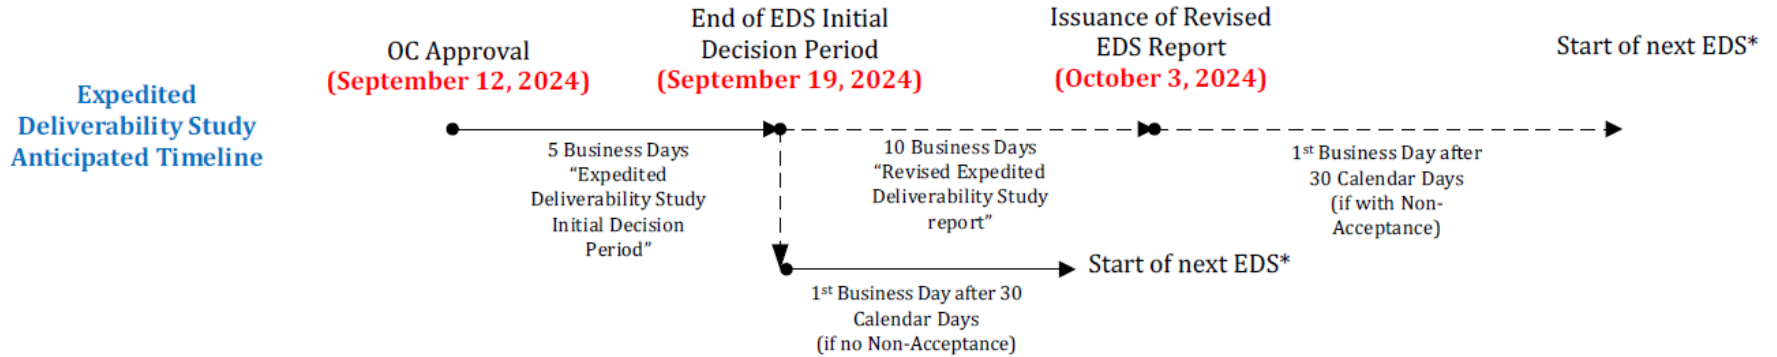 Expedited
Deliverability Study
Anticipated Timeline
OC Approval
(September 12, 2024)
End of EDS Initial
Decision Period
(September 19, 2024)
Issuance of Revised
EDS Report
(October 3, 2024)
Start of next EDS*
5 Business Days
“Expedited
Deliverability Study
Initial Decision
Period”
10 Business Days
“Revised Expedited
Deliverability Study
report”
1st Business Day after
30 Calendar Days
(if with Non-
Acceptance)
Start of next EDS*
1st Business Day after 30
Calendar Days
(if no Non-Acceptance)